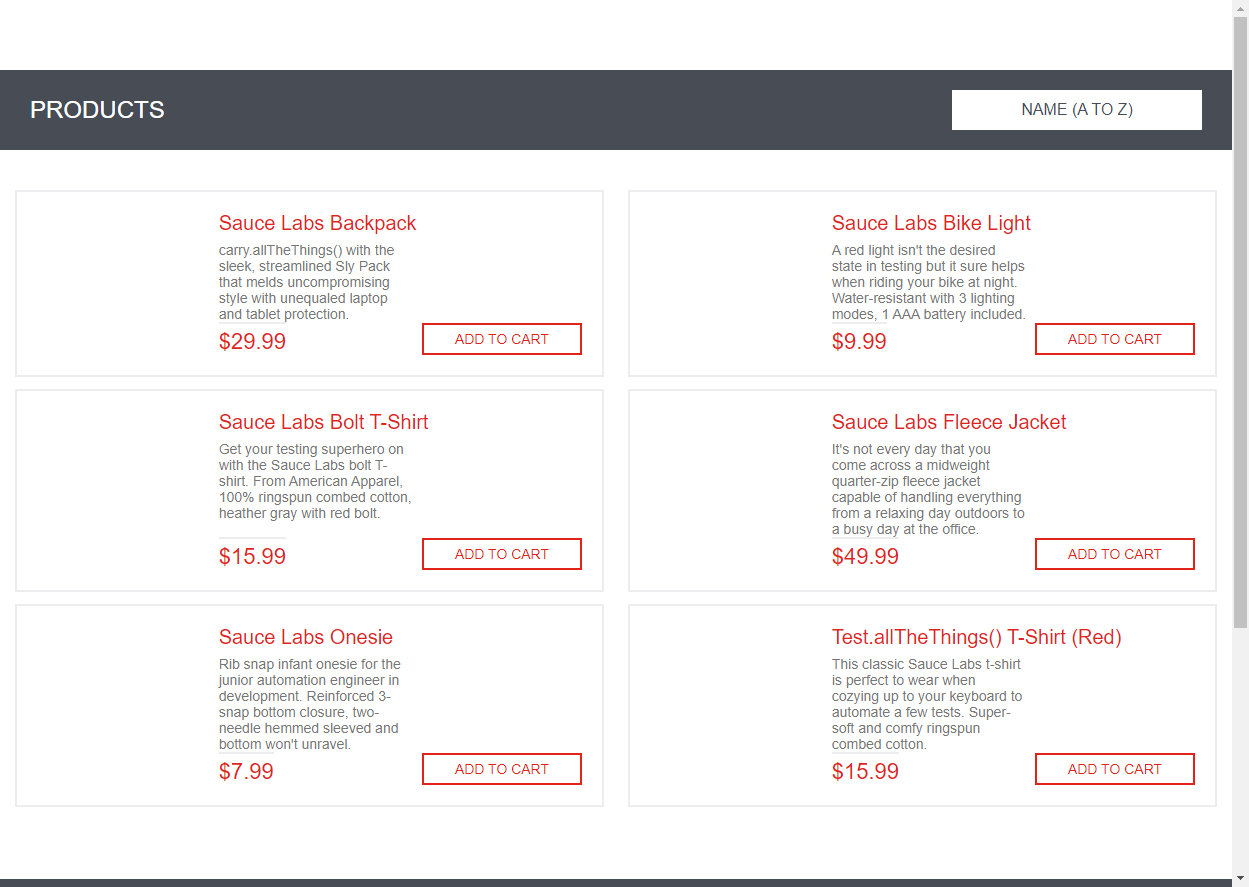 PRODUCTS
NAME (A TO Z)
Sauce Labs Backpack
carry.allTheThings() with the
sleek, streamlined Sly Pack
that melds uncompromising
style with unequaled laptop
and tablet protection.
$29.99
ADD TO CART
Sauce Labs Bike Light
A red light isn't the desired
state in testing but it sure helps
when riding your bike at night.
Water-resistant with 3 lighting
modes, 1 AAA battery included.
$9.99
ADD TO CART
Sauce Labs Bolt T-Shirt
Get your testing superhero on
with the Sauce Labs bolt T-
shirt. From American Apparel,
100% ringspun combed cotton,
heather gray with red bolt.
$15.99
ADD TO CART
Sauce Labs Fleece Jacket
It's not every day that you
come across a midweight
quarter-zip fleece jacket
capable of handling everything
from a relaxing day outdoors to
a busy day at the office.
$49.99
ADD TO CART
Sauce Labs Onesie
Rib snap infant onesie for the
junior automation engineer in
development. Reinforced 3-
snap bottom closure, two-
needle hemmed sleeved and
bottom won't unravel.
$7.99
ADD TO CART
Test.allTheThings() T-Shirt (Red)
This classic Sauce Labs t-shirt
is perfect to wear when
cozying up to your keyboard to
automate a few tests. Super-
soft and comfy ringspun
combed cotton.
$15.99
ADD TO CART